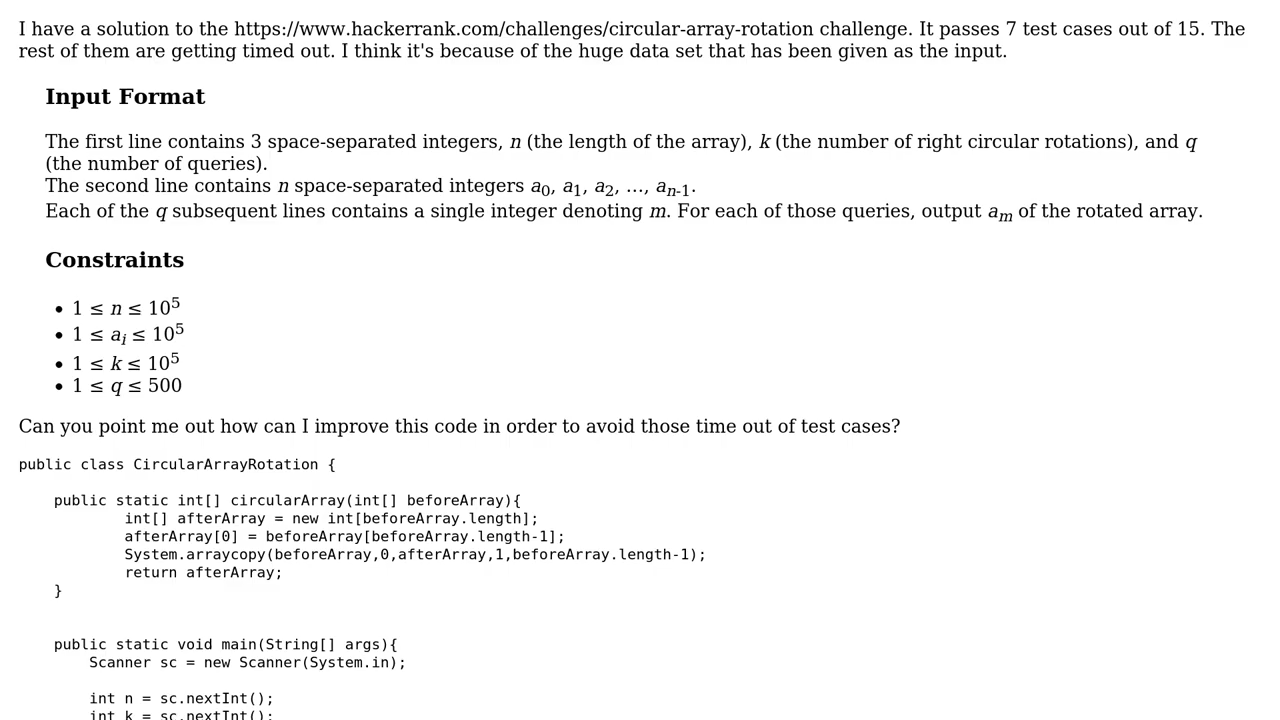 I have a solution to the https://www.hackerrank.com/challenges/circular-array-rotation challenge. It passes 7 test cases out of 15. The
rest of them are getting timed out. I think it's because of the huge data set that has been given as the input.
Input Format
The first line contains 3 space-separated integers, n (the length of the array), k (the number of right circular rotations), and q
(the number of queries).
The second line contains n space-separated integers a0, a1, a2, …, an-1.
Each of the q subsequent lines contains a single integer denoting m. For each of those queries, output am of the rotated array.
Constraints
• 1 ≤ n ≤ 10^5
• 1 ≤ ai ≤ 10^5
• 1 ≤ k ≤ 10^5
• 1 ≤ q ≤ 500
Can you point me out how can I improve this code in order to avoid those time out of test cases?
public class CircularArrayRotation {
    public static int[] circularArray(int[] beforeArray){
            int[] afterArray = new int[beforeArray.length];
            afterArray[0] = beforeArray[beforeArray.length-1];
            System.arraycopy(beforeArray,0,afterArray,1,beforeArray.length-1);
            return afterArray;
    }
    public static void main(String[] args){
        Scanner sc = new Scanner(System.in);
        int n = sc.nextInt();
        int k = sc.nextInt();